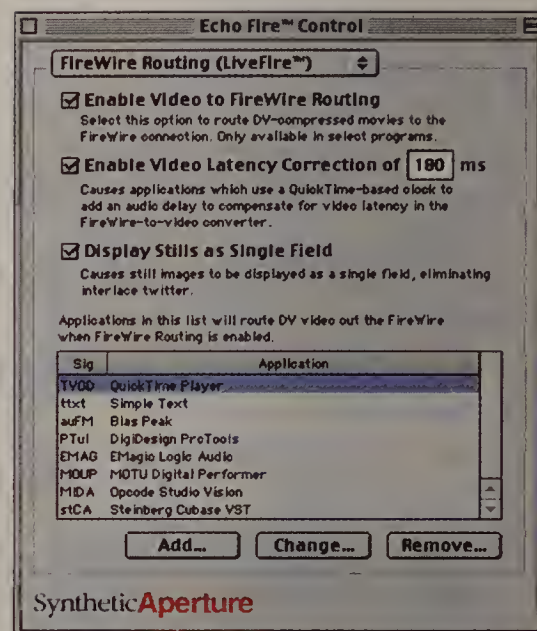 Echo Fire™ Control
FireWire Routing (LiveFire™)
Enable Video to FireWire Routing
Select this option to route DV-compressed movies to the
FireWire connection. Only available in select programs.
Enable Video Latency Correction of 180 ms
Causes applications which use a QuickTime-based clock to
add an audio delay to compensate for video latency in the
FireWire-to-video converter.
Display Stills as Single Field
Causes still images to be displayed as a single field, eliminating
interlace twitter.
Applications in this list will route DV video out the FireWire
when FireWire Routing is enabled.
Sig Application
TVOD QuickTime Player
ttxt Simple Text
auFM Bias Peak
PTul DigiDesign ProTools
EMAG EMagic Logic Audio
MOUP MOTU Digital Performer
MIDA Opcode Studio Vision
stCA Steinberg Cubase VST
Add... Change... Remove...
SyntheticAperture